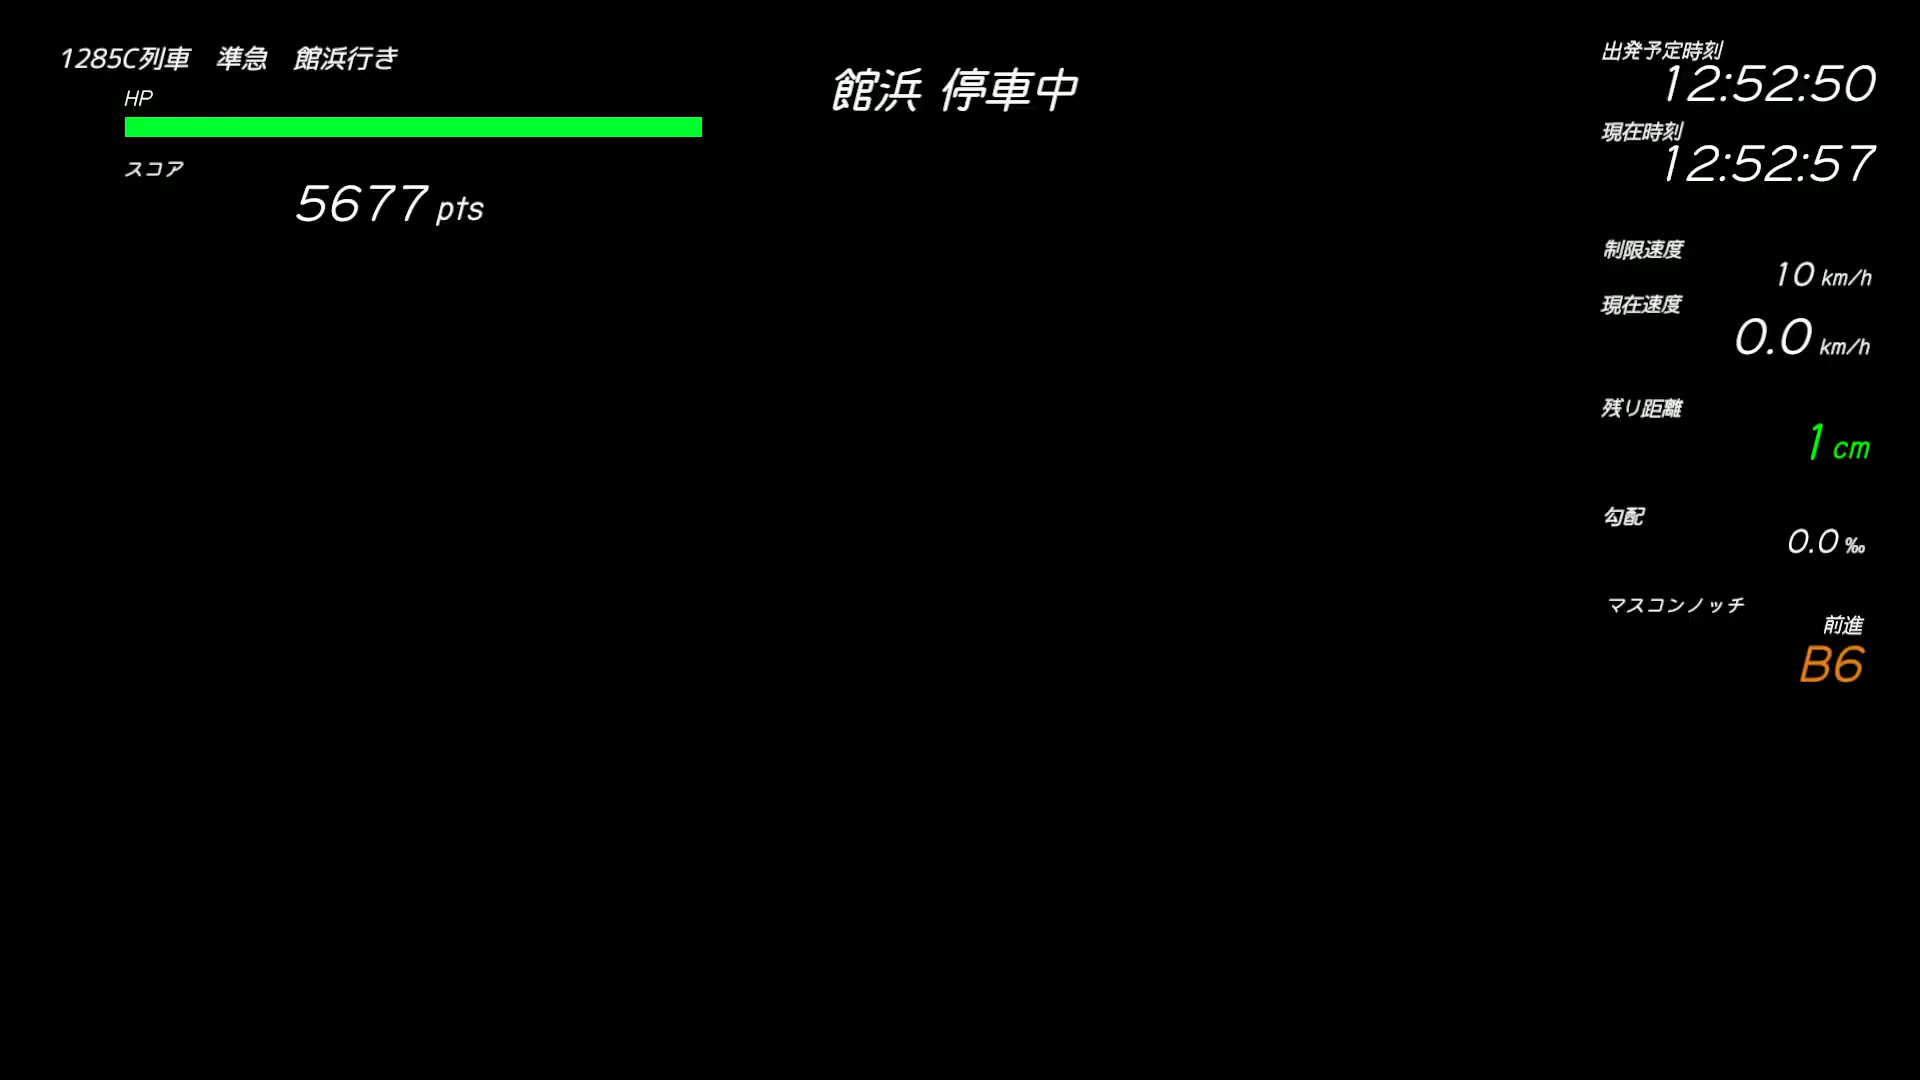 1285C列車 準急 館浜行き
HP
スコア
5677 pts
館浜 停車中
出発予定時刻
12:52:50
現在時刻
12:52:57
制限速度
10 km/h
現在速度
0.0 km/h
残り距離
1 cm
勾配
0.0 ‰
マスコンノッチ
前進
B6